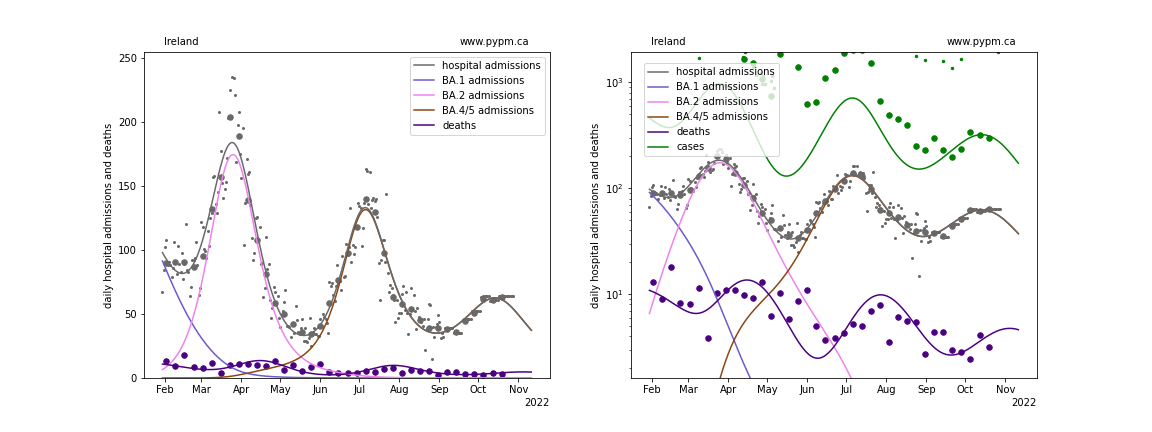 Ireland
www.pypm.ca
250
200
150
100
50
0
daily hospital admissions and deaths
hospital admissions
BA.1 admissions
BA.2 admissions
BA.4/5 admissions
deaths
Feb Mar Apr May Jun Jul Aug Sep Oct Nov
2022
Ireland
www.pypm.ca
10³
10²
10¹
daily hospital admissions and deaths
hospital admissions
BA.1 admissions
BA.2 admissions
BA.4/5 admissions
deaths
cases
Feb Mar Apr May Jun Jul Aug Sep Oct Nov
2022